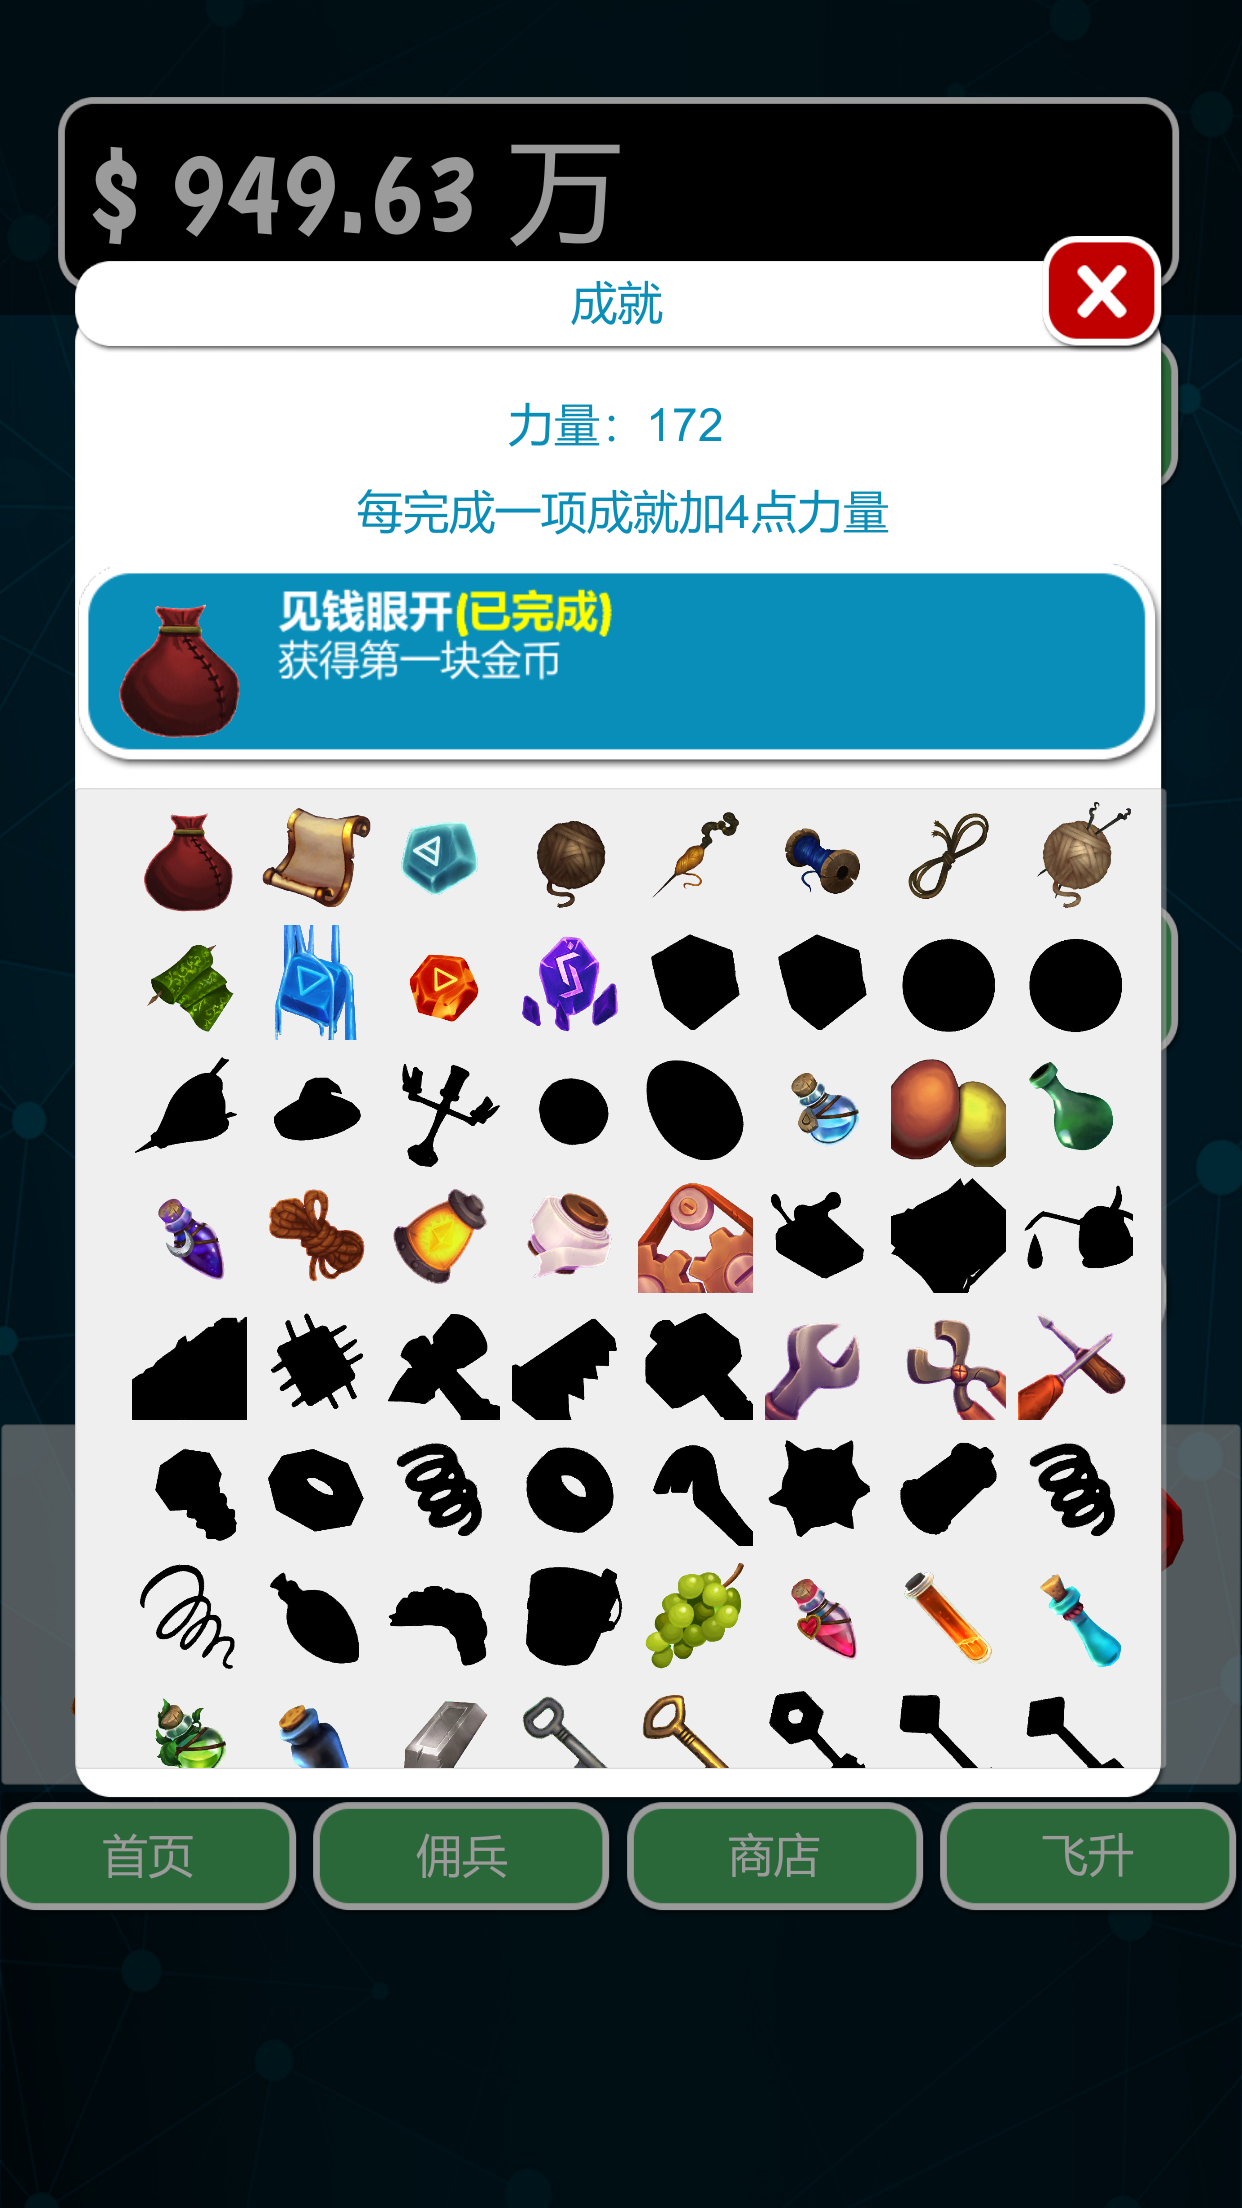 $ 949.63 万
成就
力量：172
每完成一项成就加4点力量
见钱眼开(已完成)
获得第一块金币
首页
佣兵
商店
飞升